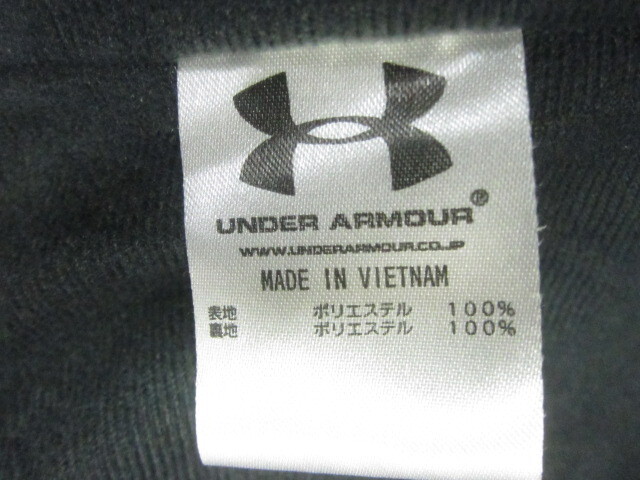 UNDER ARMOUR®
WWW.UNDERARMOUR.CO.JP
MADE IN VIETNAM
表地 ポリエステル 100%
裏地 ポリエステル 100%